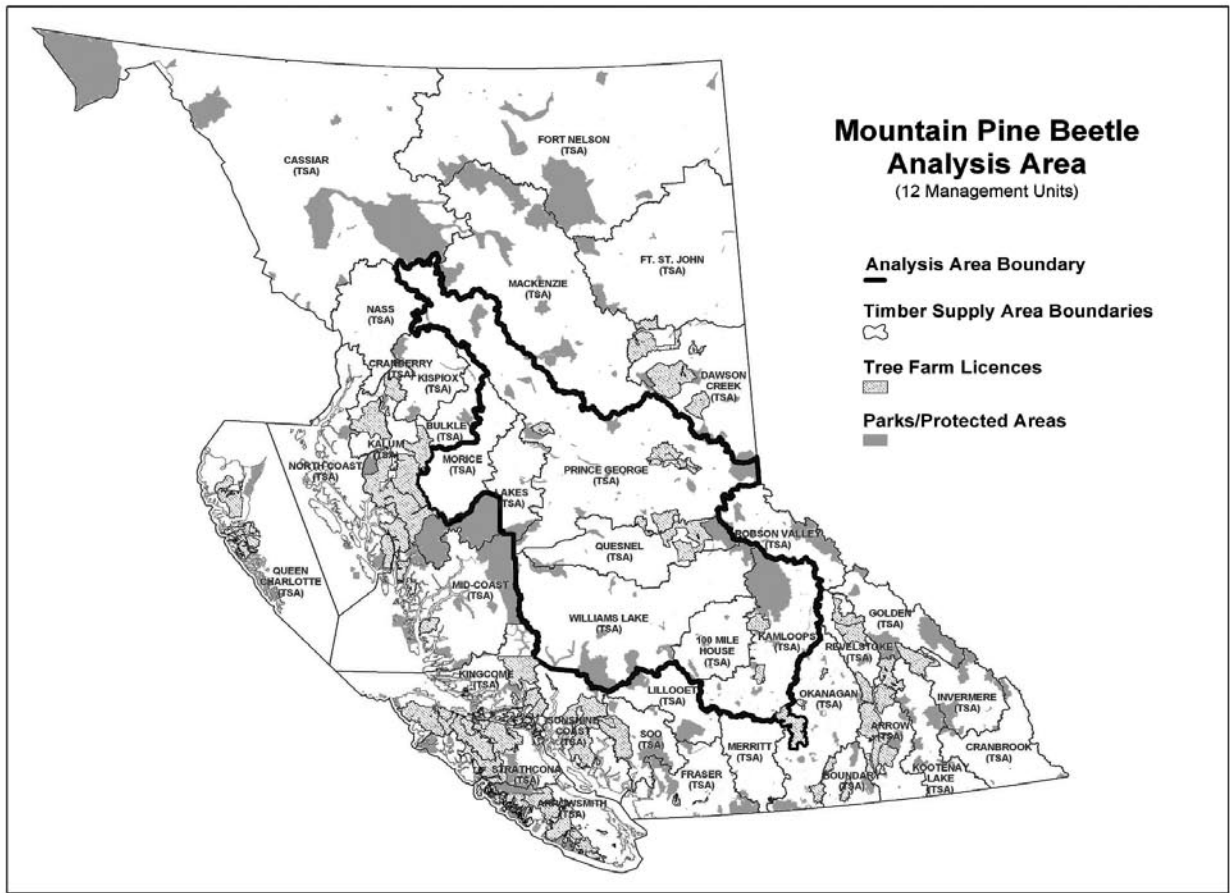 Mountain Pine Beetle
Analysis Area
(12 Management Units)
Analysis Area Boundary
Timber Supply Area Boundaries
Tree Farm Licences
Parks/Protected Areas
CASSIAR
(TSA)
FORT NELSON
(TSA)
FT. ST. JOHN
(TSA)
MACKENZIE
(TSA)
NASS
(TSA)
CRANBERRY
(TSA)
KISPIOX
(TSA)
DAWSON
CREEK
(TSA)
BULKLEY
(TSA)
KALUM
(TSA)
MORICE
(TSA)
NORTH COAST
(TSA)
PRINCE GEORGE
(TSA)
LAKES
(TSA)
ROBSON VALLEY
(TSA)
QUESNEL
(TSA)
QUEEN
CHARLOTTE
(TSA)
MID-COAST
(TSA)
WILLIAMS LAKE
(TSA)
100 MILE
HOUSE
(TSA)
KAMLOOPS
(TSA)
GOLDEN
(TSA)
REVELSTOKE
(TSA)
KINGCOME
(TSA)
LILLOOET
(TSA)
OKANAGAN
(TSA)
INVERMERE
(TSA)
SUNSHINE
COAST
(TSA)
SOO
(TSA)
ARROW
(TSA)
MERRITT
(TSA)
CRANBROOK
(TSA)
STRATHCONA
(TSA)
FRASER
(TSA)
BOUNDARY
(TSA)
KOOTENAY
LAKE
(TSA)
ARROWSMITH
(TSA)